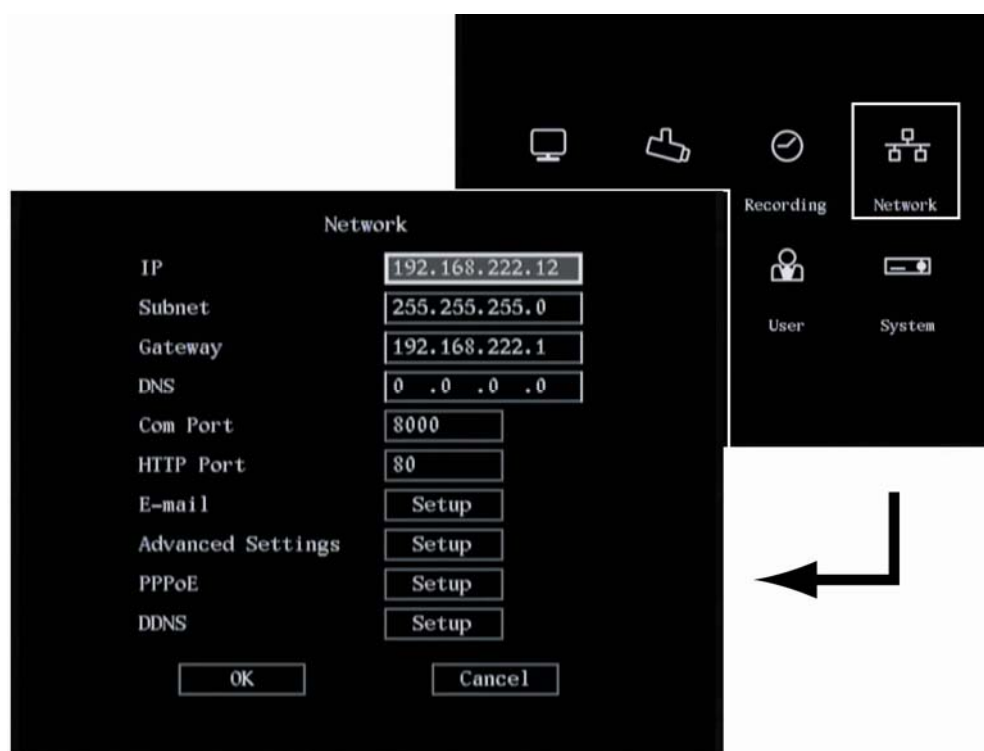 Recording
Network
User
System
Network
IP 192.168.222.12
Subnet 255.255.255.0
Gateway 192.168.222.1
DNS 0 .0 .0 .0
Com Port 8000
HTTP Port 80
E-mail Setup
Advanced Settings Setup
PPPoE Setup
DDNS Setup
OK Cancel